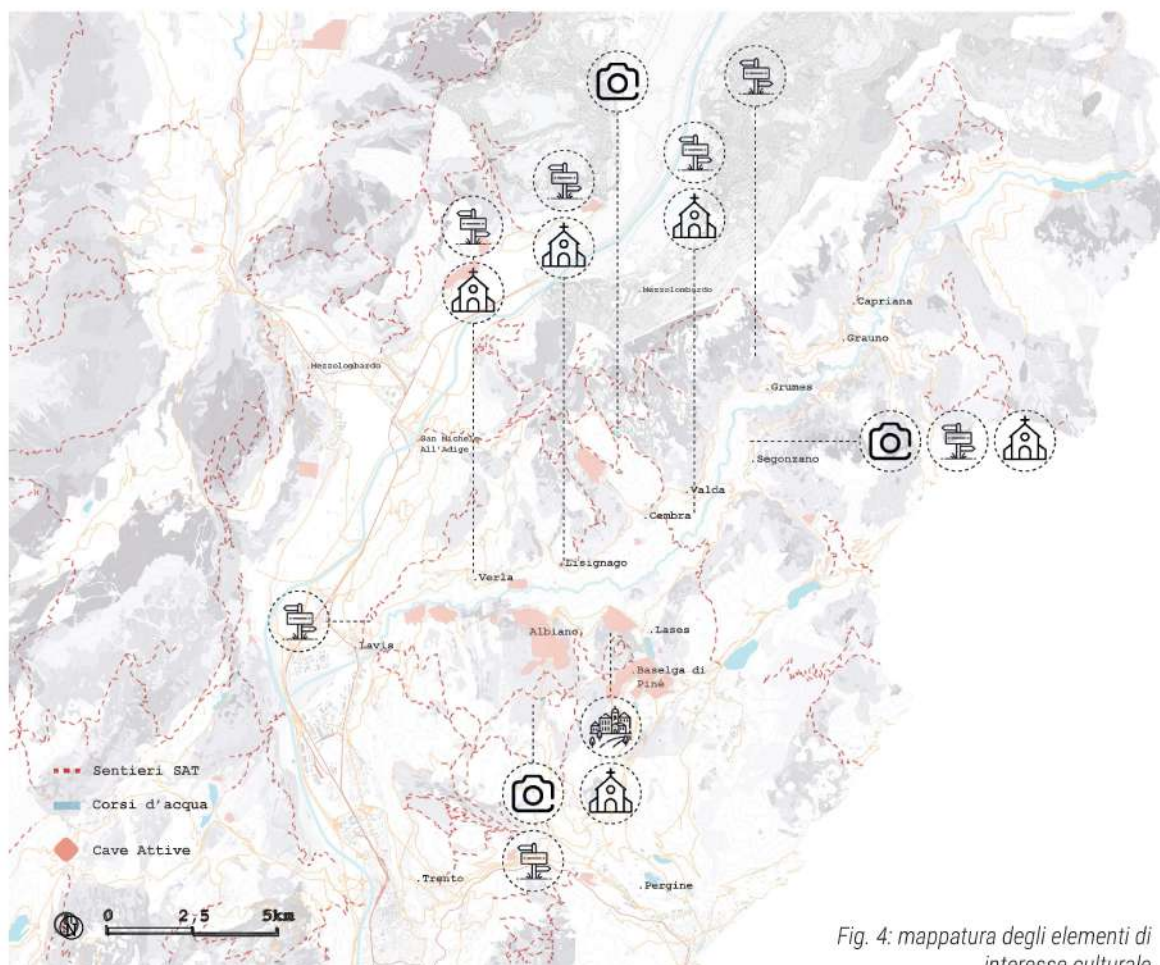 .Mezzolombardo
Capriana
Grauno
Mezzolombardo
.Grumes
San Michele
All'Adige
.Segonzano
.Valda
.Cembra
.Lisignago
.Verla
Albiano.
.Lases
Lavis
.Baselga di
Piné
Sentieri SAT
Corsi d'acqua
Cave Attive
.Trento
.Pergine
0 2,5 5km
Fig. 4: mappatura degli elementi di
interesse culturale